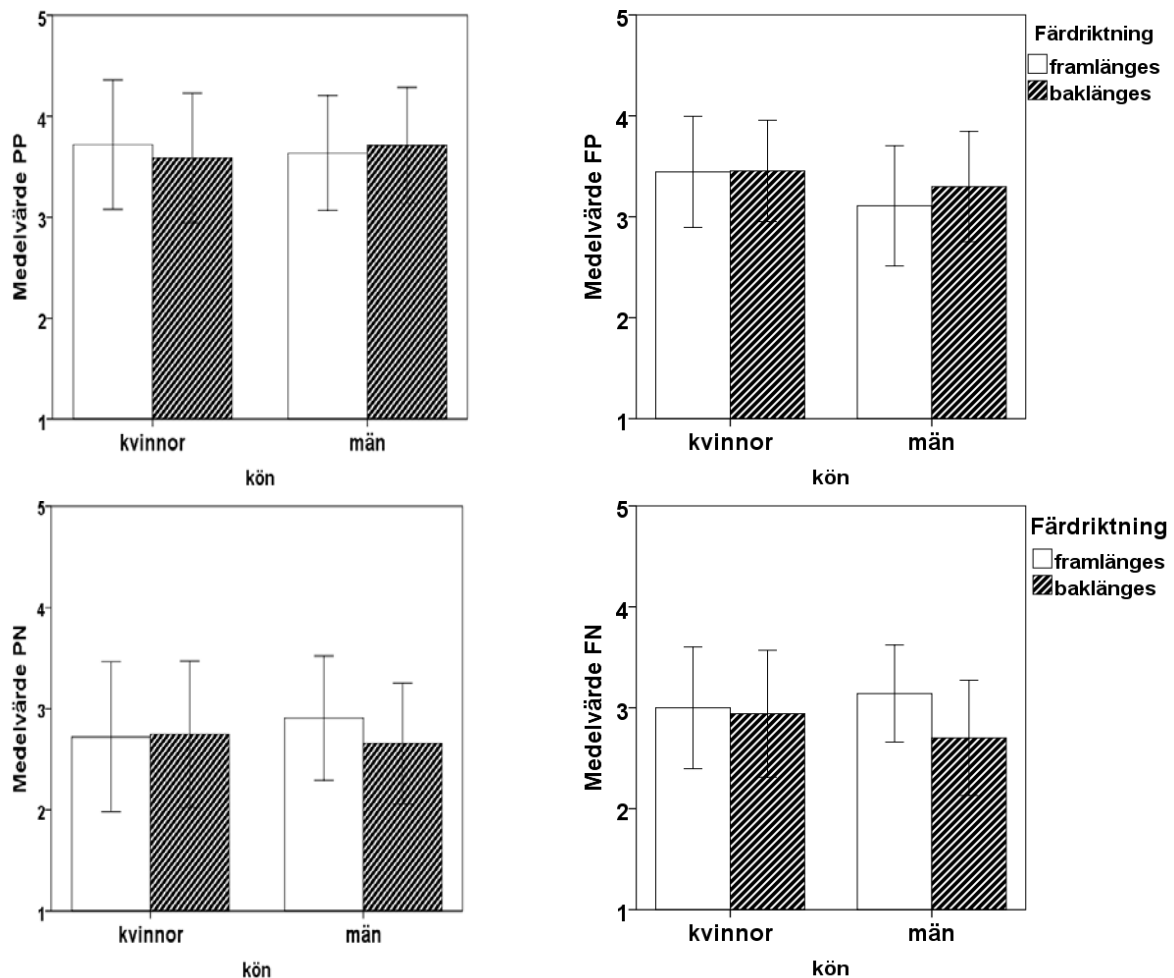 Medelvärde PP
5
4
3
2
1
kvinnor män
kön
Medelvärde FP
5
4
3
2
1
kvinnor män
kön
Färdriktning
framlänges
baklänges
Medelvärde PN
5
4
3
2
1
kvinnor män
kön
Medelvärde FN
5
4
3
2
1
kvinnor män
kön
Färdriktning
framlänges
baklänges